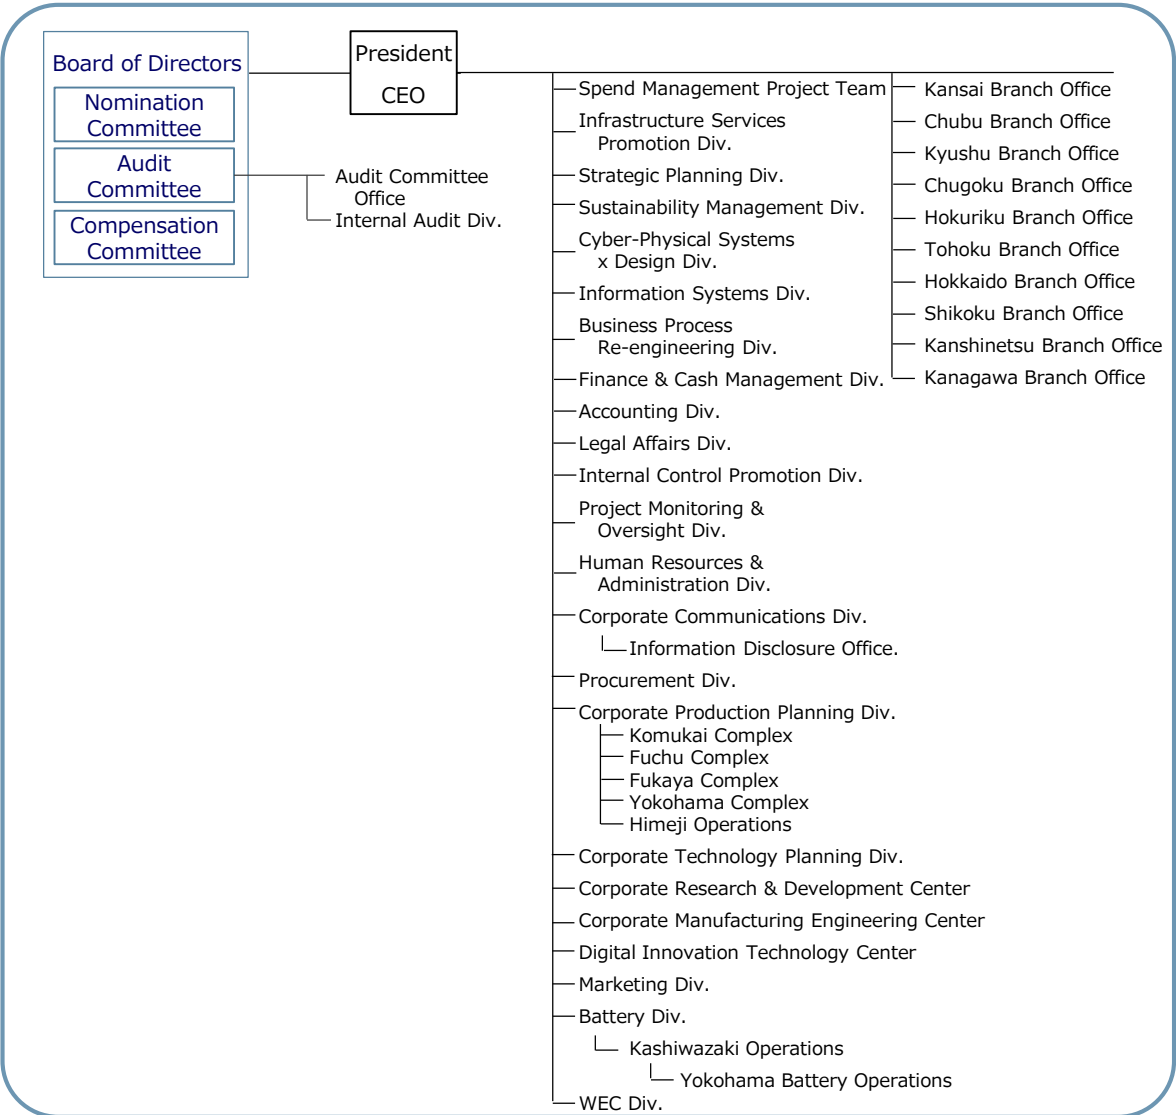 Board of Directors
Nomination
Committee
Audit
Committee
Compensation
Committee
President
CEO
Audit Committee
Office
Internal Audit Div.
Spend Management Project Team
Infrastructure Services
Promotion Div.
Strategic Planning Div.
Sustainability Management Div.
Cyber-Physical Systems
x Design Div.
Information Systems Div.
Business Process
Re-engineering Div.
Finance & Cash Management Div.
Accounting Div.
Legal Affairs Div.
Internal Control Promotion Div.
Project Monitoring &
Oversight Div.
Human Resources &
Administration Div.
Corporate Communications Div.
Information Disclosure Office.
Procurement Div.
Corporate Production Planning Div.
Komukai Complex
Fuchu Complex
Fukaya Complex
Yokohama Complex
Himeji Operations
Corporate Technology Planning Div.
Corporate Research & Development Center
Corporate Manufacturing Engineering Center
Digital Innovation Technology Center
Marketing Div.
Battery Div.
Kashiwazaki Operations
Yokohama Battery Operations
WEC Div.
Kansai Branch Office
Chubu Branch Office
Kyushu Branch Office
Chugoku Branch Office
Hokuriku Branch Office
Tohoku Branch Office
Hokkaido Branch Office
Shikoku Branch Office
Kanshinetsu Branch Office
Kanagawa Branch Office